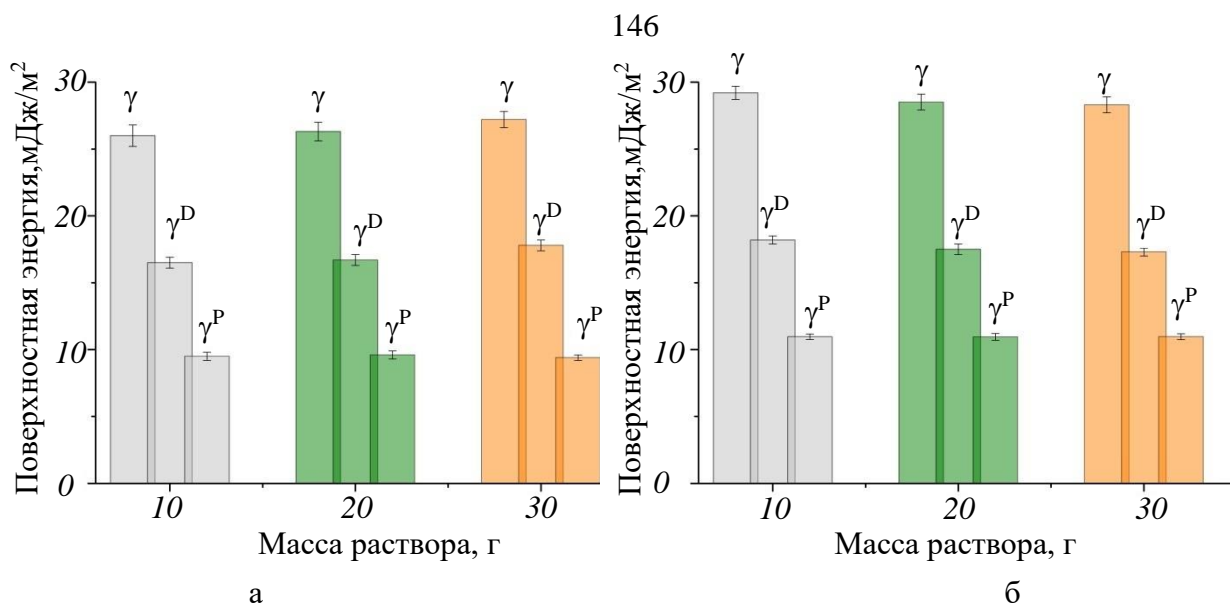 146
Поверхностная энергия,мДж/м²
30
20
10
0
γ
γᴰ
γᴾ
γ
γᴰ
γᴾ
γ
γᴰ
γᴾ
10
20
30
Масса раствора, г
а
Поверхностная энергия,мДж/м²
30
20
10
0
γ
γᴰ
γᴾ
γ
γᴰ
γᴾ
γ
γᴰ
γᴾ
10
20
30
Масса раствора, г
б